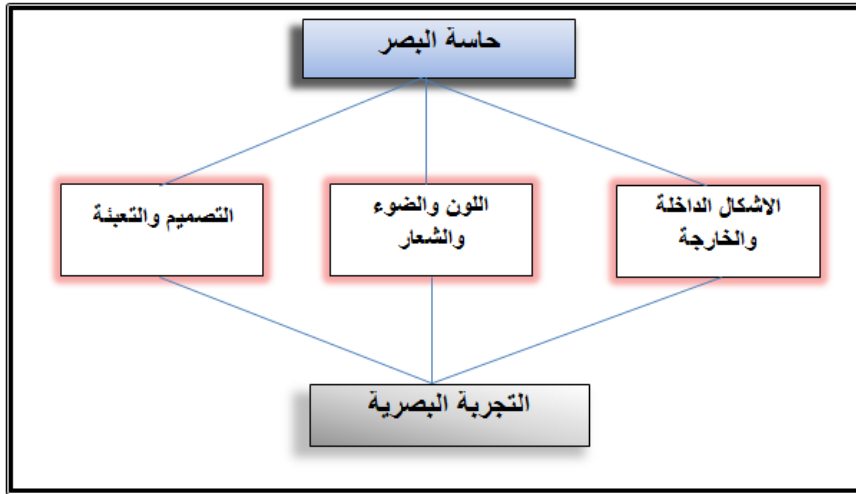 حاسة البصر
الاشكال الداخلة
والخارجة
اللون والضوء
والشعار
التصميم والتعبئة
التجربة البصرية